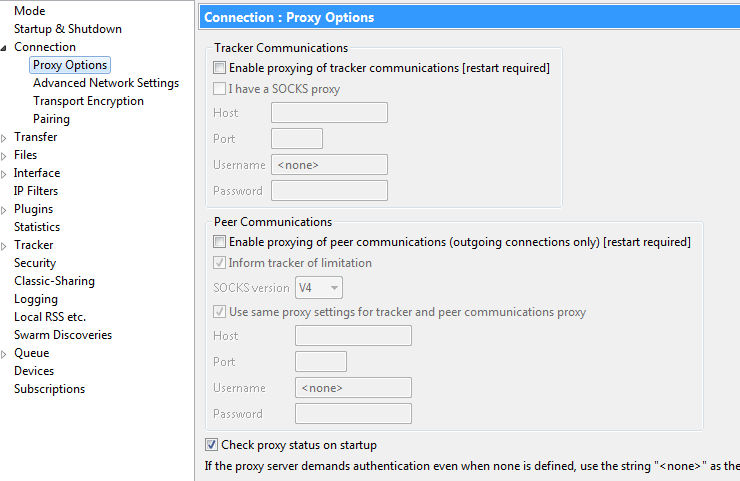 Mode
Startup & Shutdown
Connection
Proxy Options
Advanced Network Settings
Transport Encryption
Pairing
Transfer
Files
Interface
IP Filters
Plugins
Statistics
Tracker
Security
Classic-Sharing
Logging
Local RSS etc.
Swarm Discoveries
Queue
Devices
Subscriptions
Connection : Proxy Options
Tracker Communications
Enable proxying of tracker communications [restart required]
I have a SOCKS proxy
Host
Port
Username <none>
Password
Peer Communications
Enable proxying of peer communications (outgoing connections only) [restart required]
Inform tracker of limitation
SOCKS version V4
Use same proxy settings for tracker and peer communications proxy
Host
Port
Username <none>
Password
Check proxy status on startup
If the proxy server demands authentication even when none is defined, use the string "<none>" as the